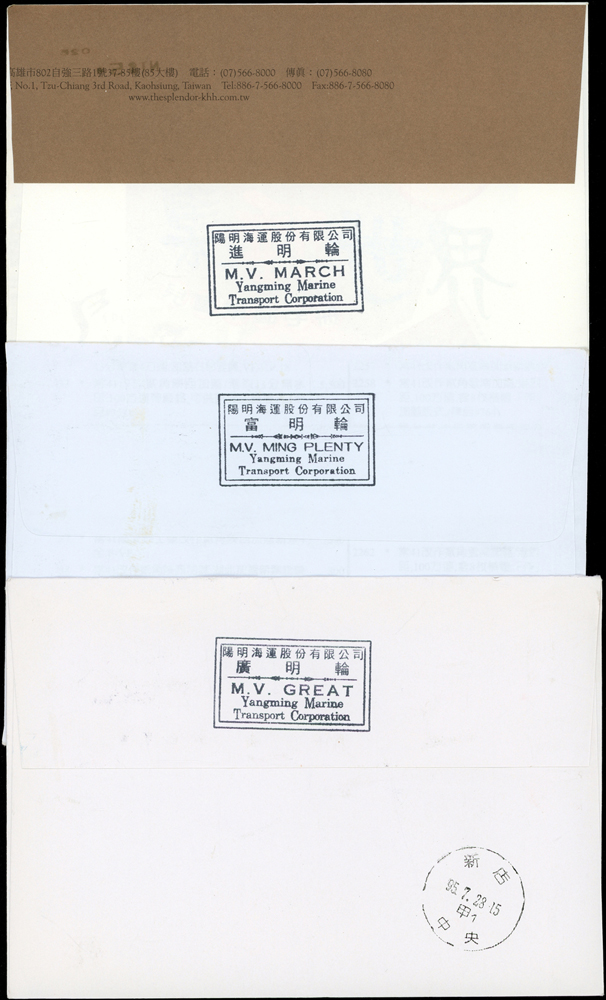 高雄市802自強三路1號37-85樓(85大樓) 電話：(07)566-8000 傳真：(07)566-8080
No.1, Tzu-Chiang 3rd Road, Kaohsiung, Taiwan Tel:886-7-566-8000 Fax:886-7-566-8080
www.thesplendor-khh.com.tw
陽明海運股份有限公司
進明輪
M.V. MARCH
Yangming Marine
Transport Corporation
陽明海運股份有限公司
富明輪
M.V. MING PLENTY
Yangming Marine
Transport Corporation
陽明海運股份有限公司
廣明輪
M.V. GREAT
Yangming Marine
Transport Corporation
新店
95.7.28.15
甲
中央